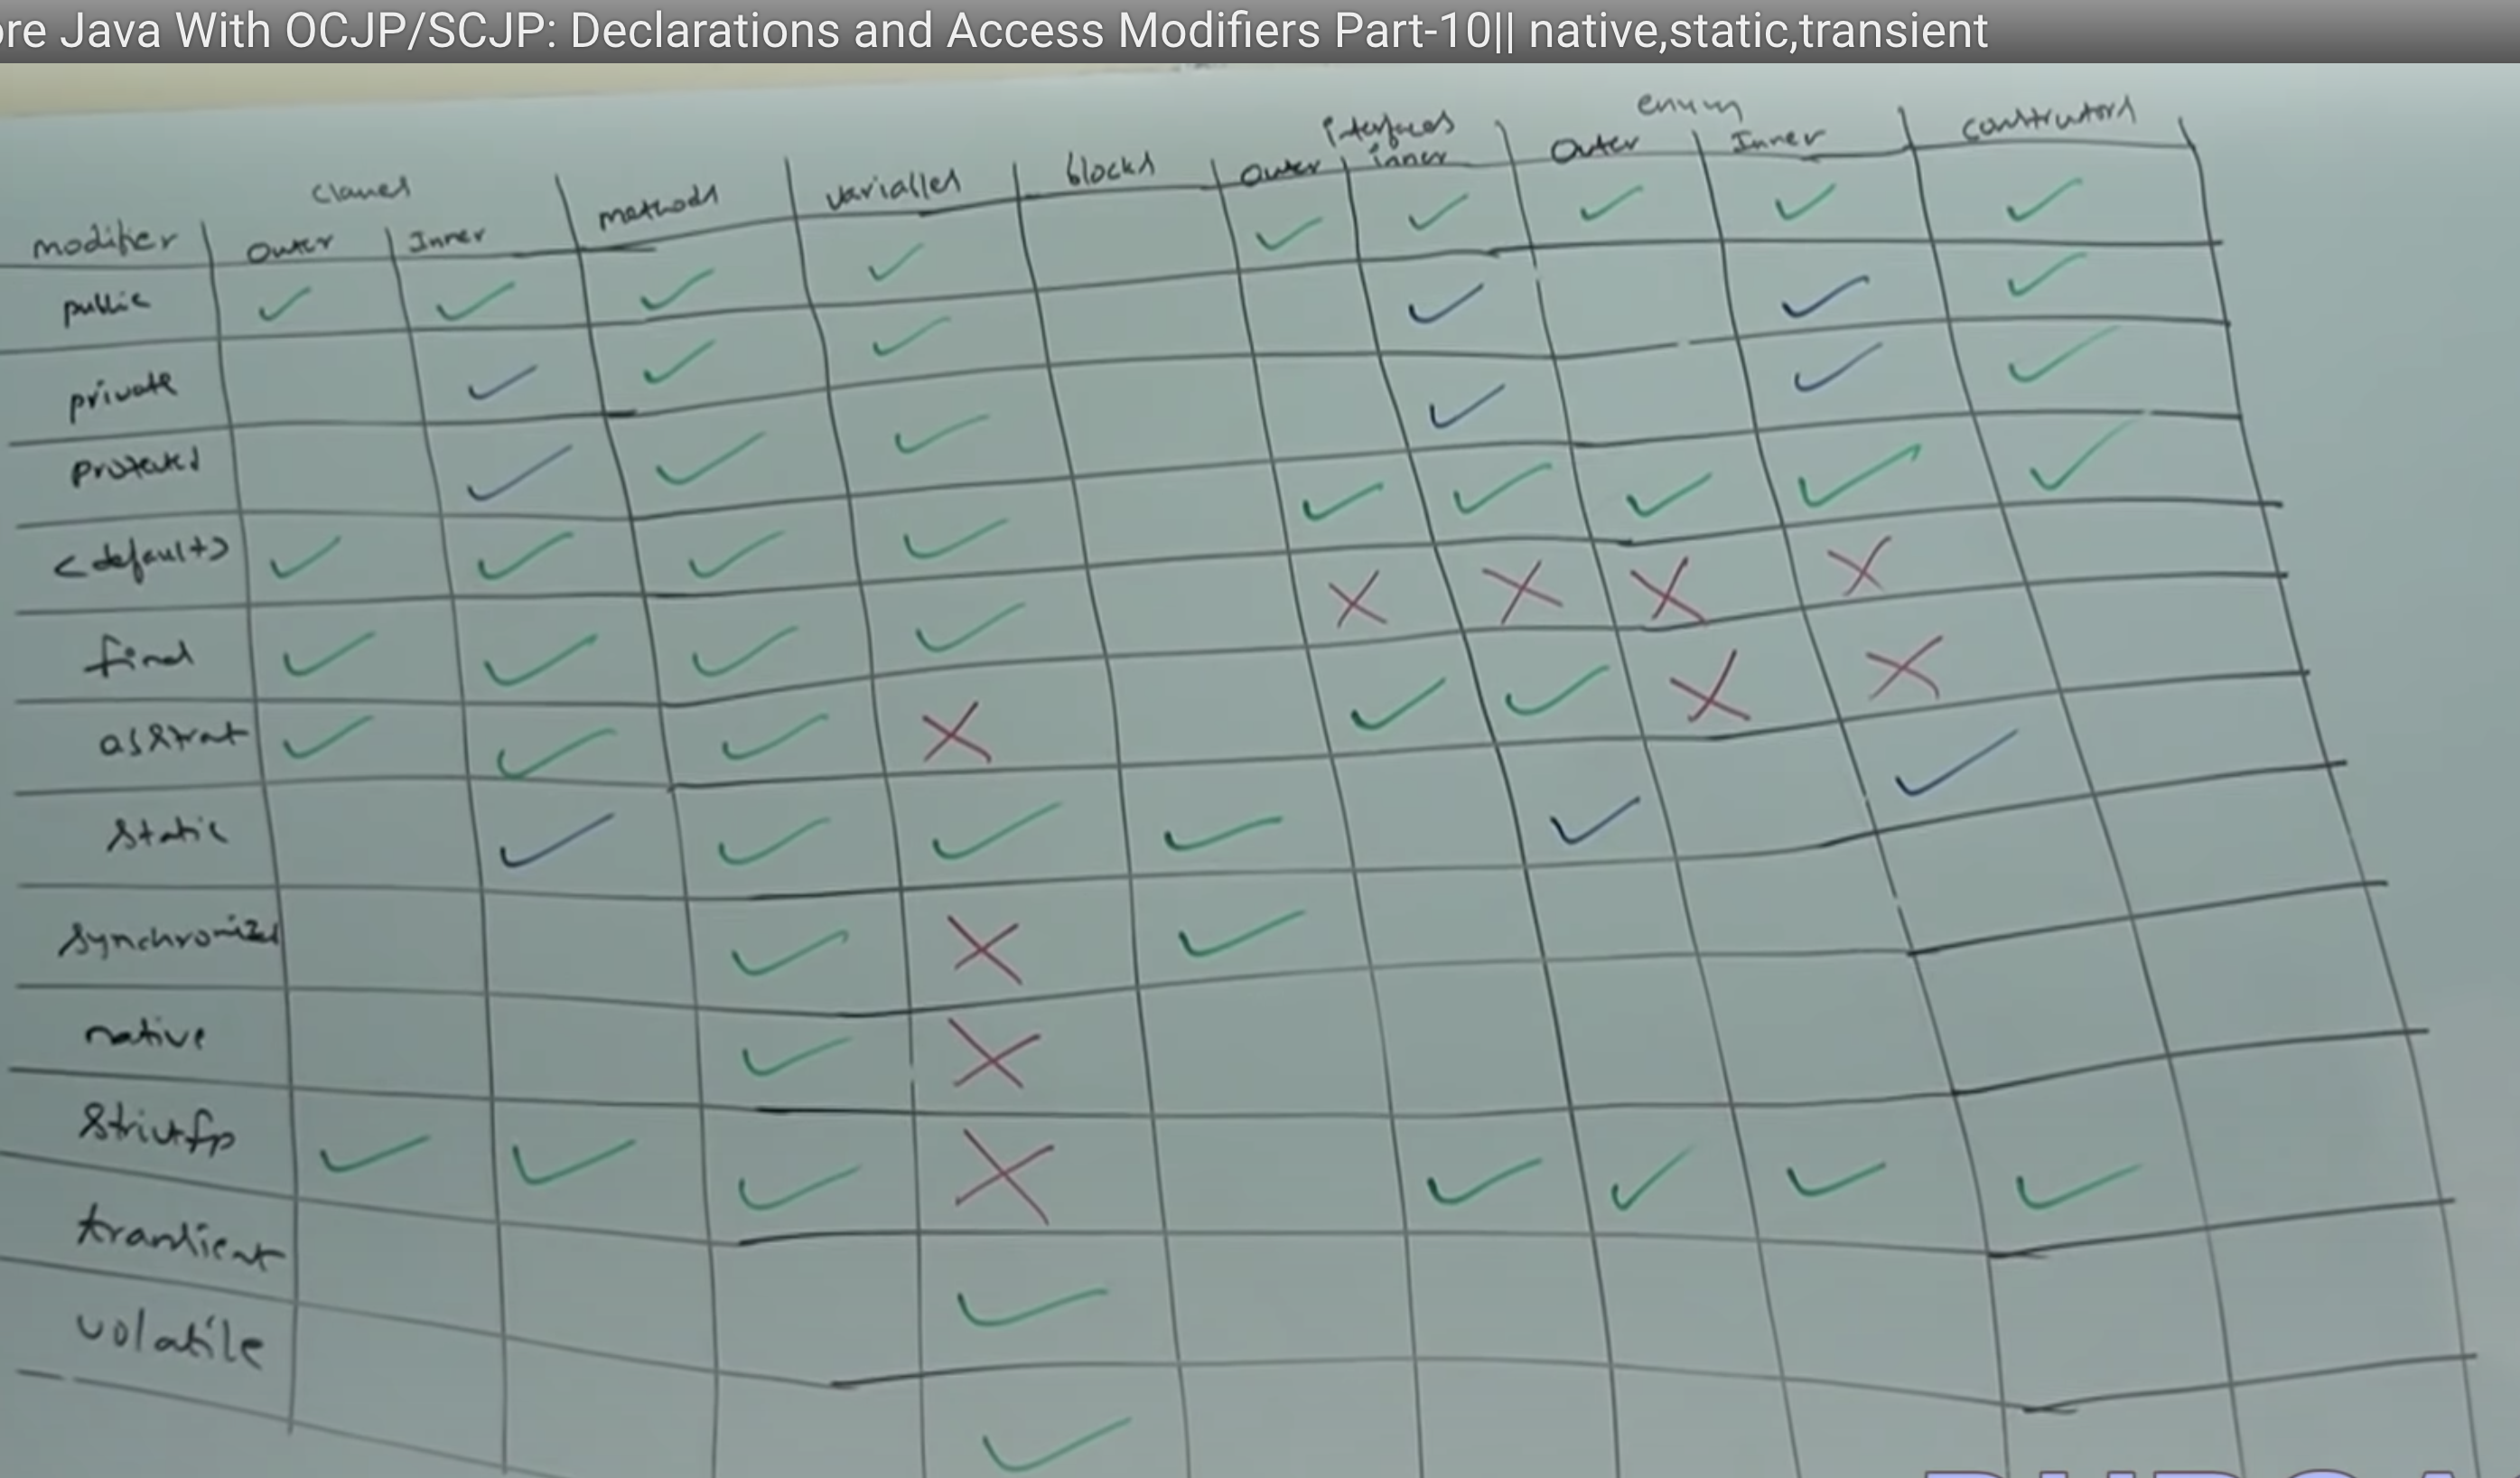 ore Java With OCJP/SCJP: Declarations and Access Modifiers Part-10|| native,static,transient
modifier classes methods variables blocks interfaces enum constructors
Outer Inner Outer inner Outer Inner
public ✓ ✓ ✓ ✓ ✓ ✓ ✓ ✓ ✓
private ✓ ✓ ✓ ✓ ✓ ✓
protected ✓ ✓ ✓ ✓ ✓ ✓
<default> ✓ ✓ ✓ ✓ ✓ ✓ ✓ ✓ ✓
final ✓ ✓ ✓ ✓ ✗ ✗ ✗ ✗
abstract ✓ ✓ ✓ ✗ ✓ ✓ ✗ ✗
static ✓ ✓ ✓ ✓ ✓ ✓
synchronized ✓ ✗ ✓
native ✓ ✗
Strictfp ✓ ✓ ✓ ✗ ✓ ✓ ✓ ✓
transient ✓
volatile ✓